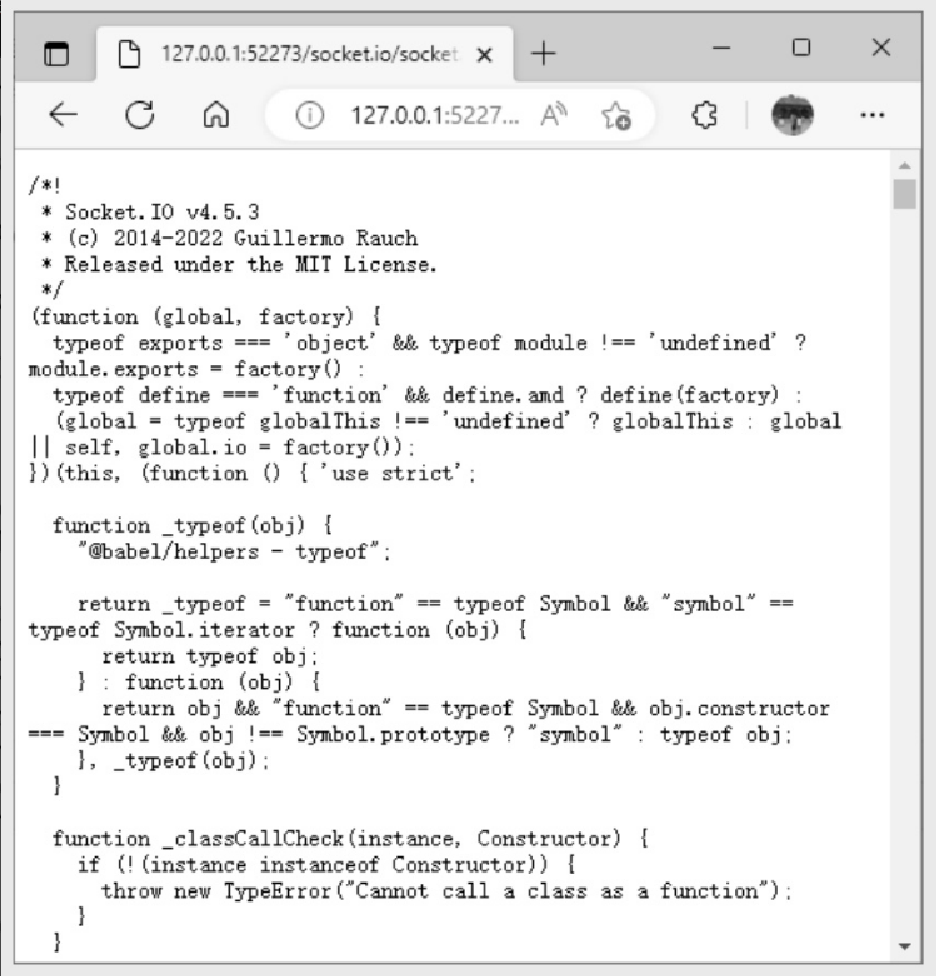 127.0.0.1:52273/socket.io/socket
127.0.0.1:5227...
/*!
 * Socket.IO v4.5.3
 * (c) 2014-2022 Guillermo Rauch
 * Released under the MIT License.
 */
(function (global, factory) {
  typeof exports === 'object' && typeof module !== 'undefined' ?
module.exports = factory() :
  typeof define === 'function' && define.amd ? define(factory) :
  (global = typeof globalThis !== 'undefined' ? globalThis : global
|| self, global.io = factory());
})(this, (function () { 'use strict';

  function _typeof(obj) {
    "@babel/helpers - typeof";

    return _typeof = "function" == typeof Symbol && "symbol" ==
typeof Symbol.iterator ? function (obj) {
      return typeof obj;
    } : function (obj) {
      return obj && "function" == typeof Symbol && obj.constructor
=== Symbol && obj !== Symbol.prototype ? "symbol" : typeof obj;
    }, _typeof(obj);
  }

  function _classCallCheck(instance, Constructor) {
    if (!(instance instanceof Constructor)) {
      throw new TypeError("Cannot call a class as a function");
    }
  }